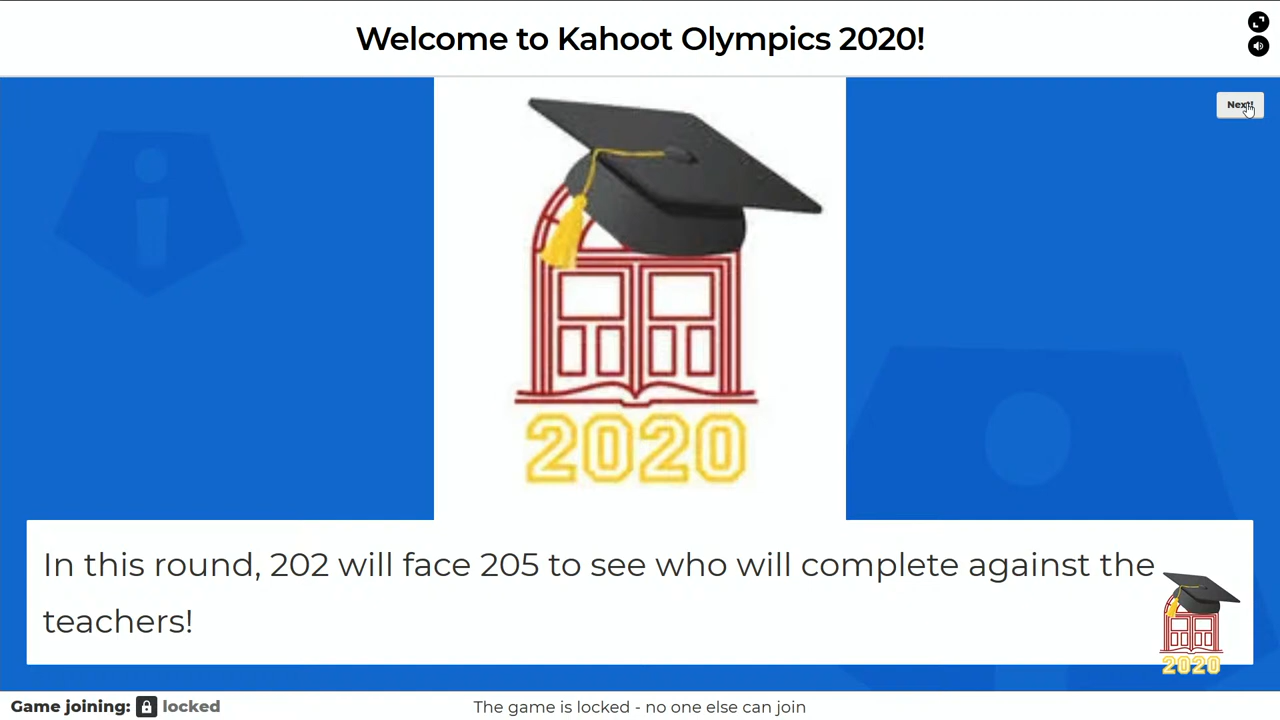 Welcome to Kahoot Olympics 2020!
Next!
2020
In this round, 202 will face 205 to see who will complete against the
teachers!
2020
Game joining: locked
The game is locked - no one else can join